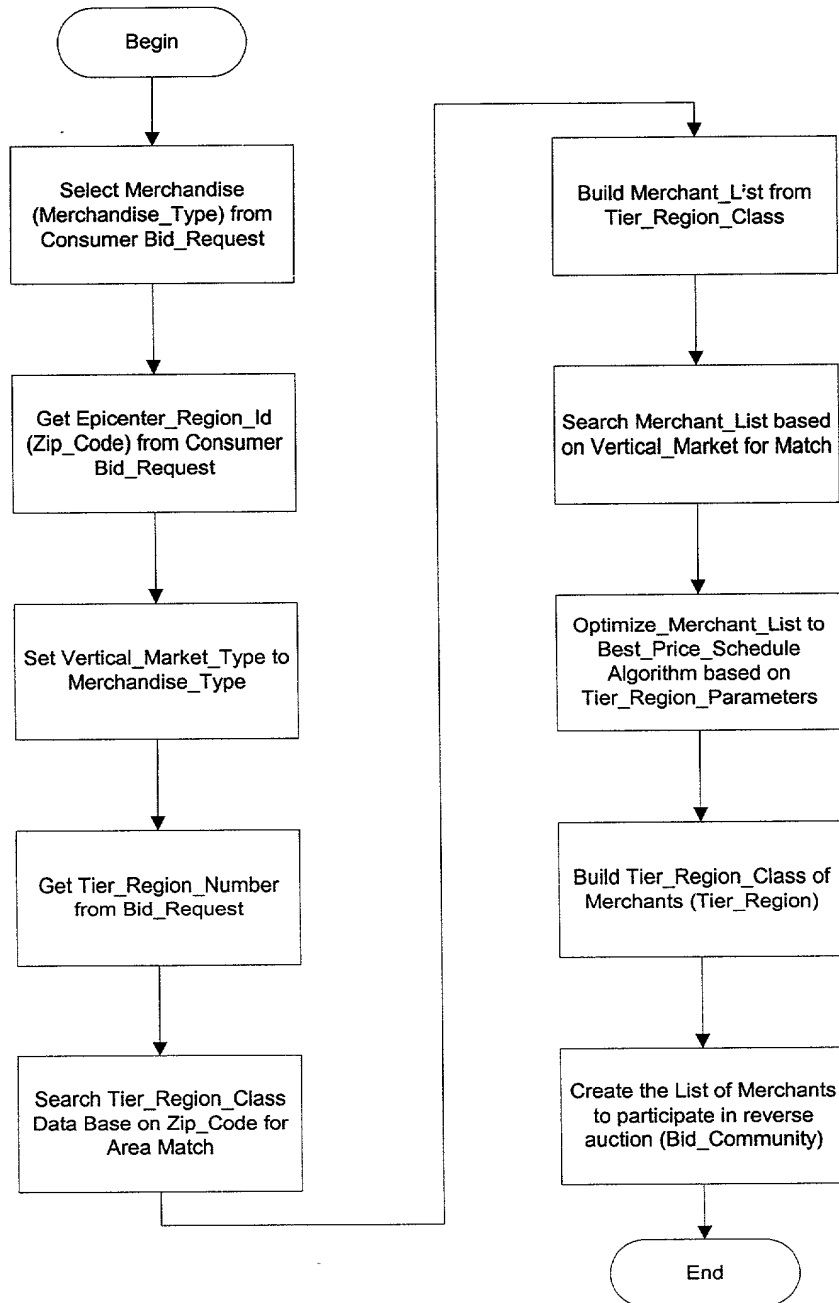 Begin
Select Merchandise
(Merchandise_Type) from
Consumer Bid_Request
Get Epicenter_Region_Id
(Zip_Code) from Consumer
Bid_Request
Set Vertical_Market_Type to
Merchandise_Type
Get Tier_Region_Number
from Bid_Request
Search Tier_Region_Class
Data Base on Zip_Code for
Area Match
Build Merchant_List from
Tier_Region_Class
Search Merchant_List based
on Vertical_Market for Match
Optimize_Merchant_List to
Best_Price_Schedule
Algorithm based on
Tier_Region_Parameters
Build Tier_Region_Class of
Merchants (Tier_Region)
Create the List of Merchants
to participate in reverse
auction (Bid_Community)
End